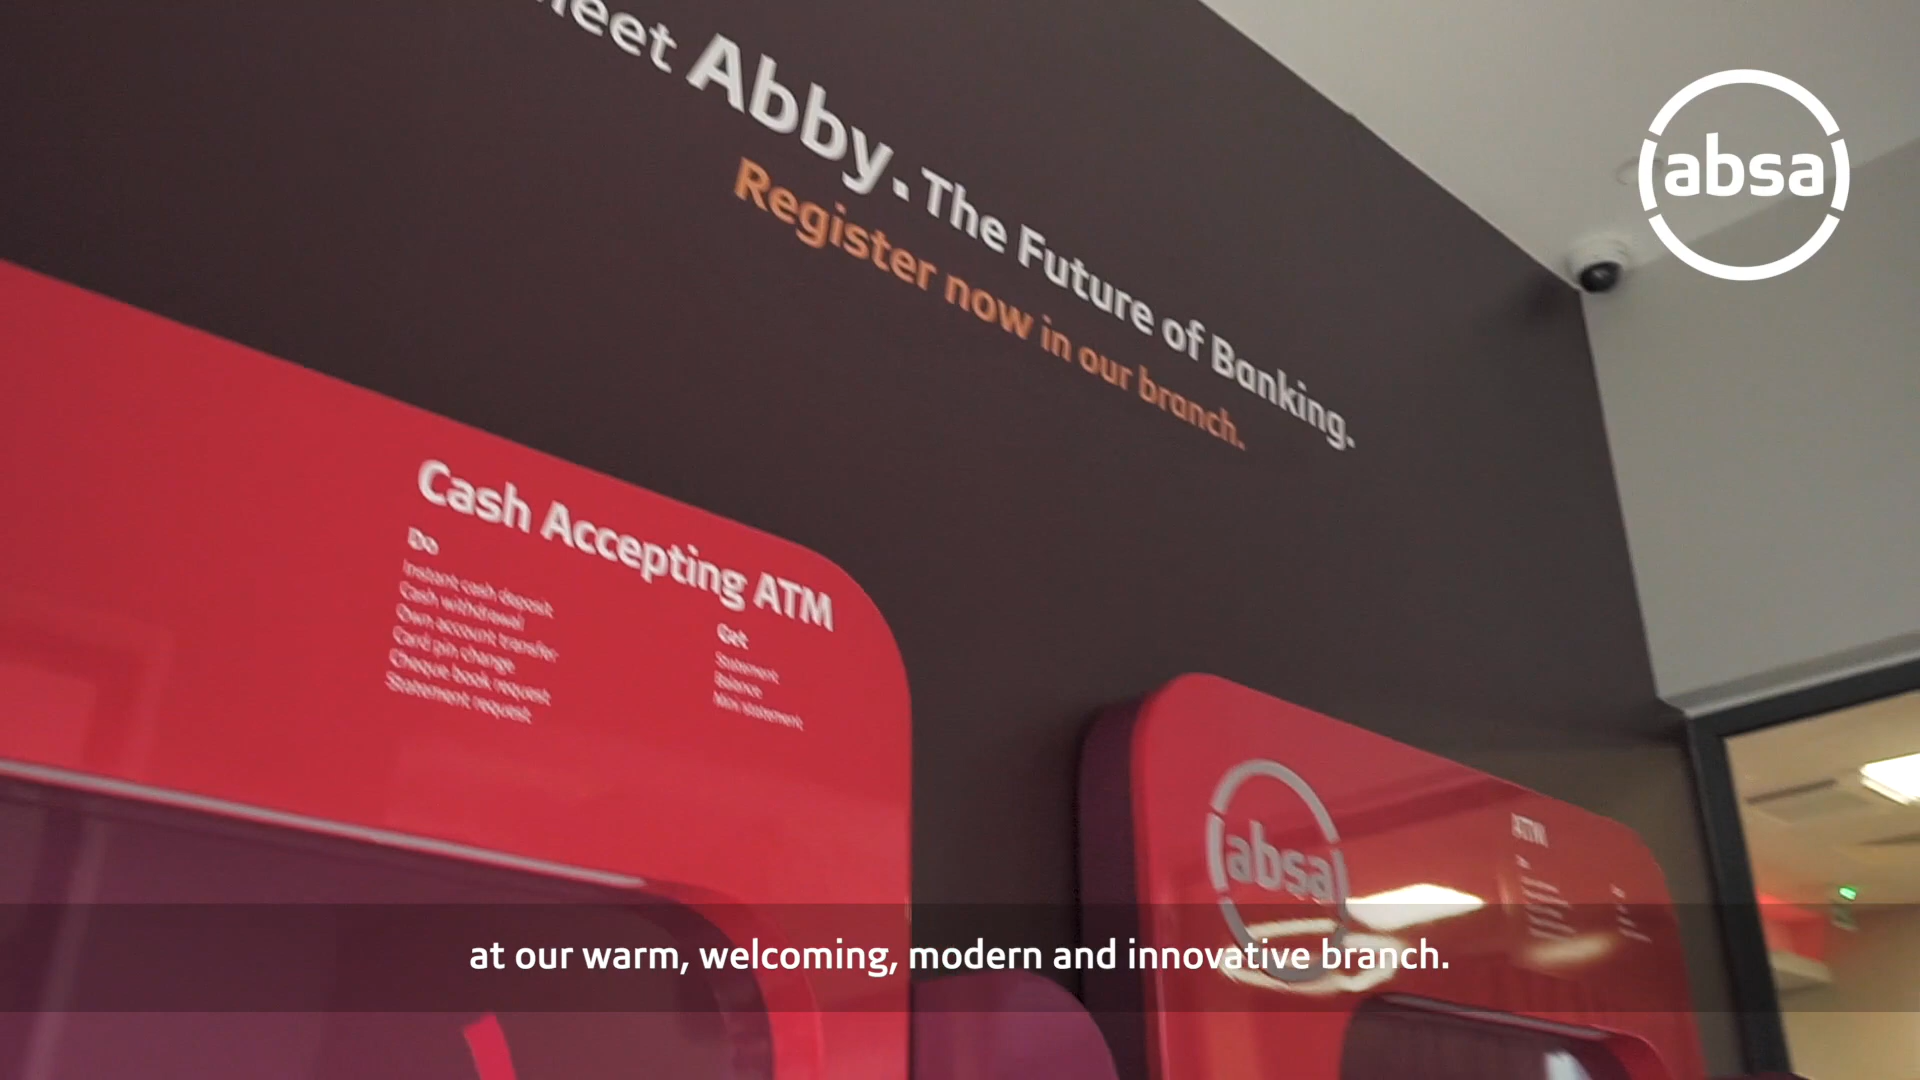 eet Abby. The Future of Banking.
Register now in our branch.
absa
Cash Accepting ATM
Do
Instant cash deposit
Cash withdrawal
Own account transfer
Card pin change
Cheque book request
Statement request
Get
Statement
Balance
Mini statement
absa
ATM
at our warm, welcoming, modern and innovative branch.